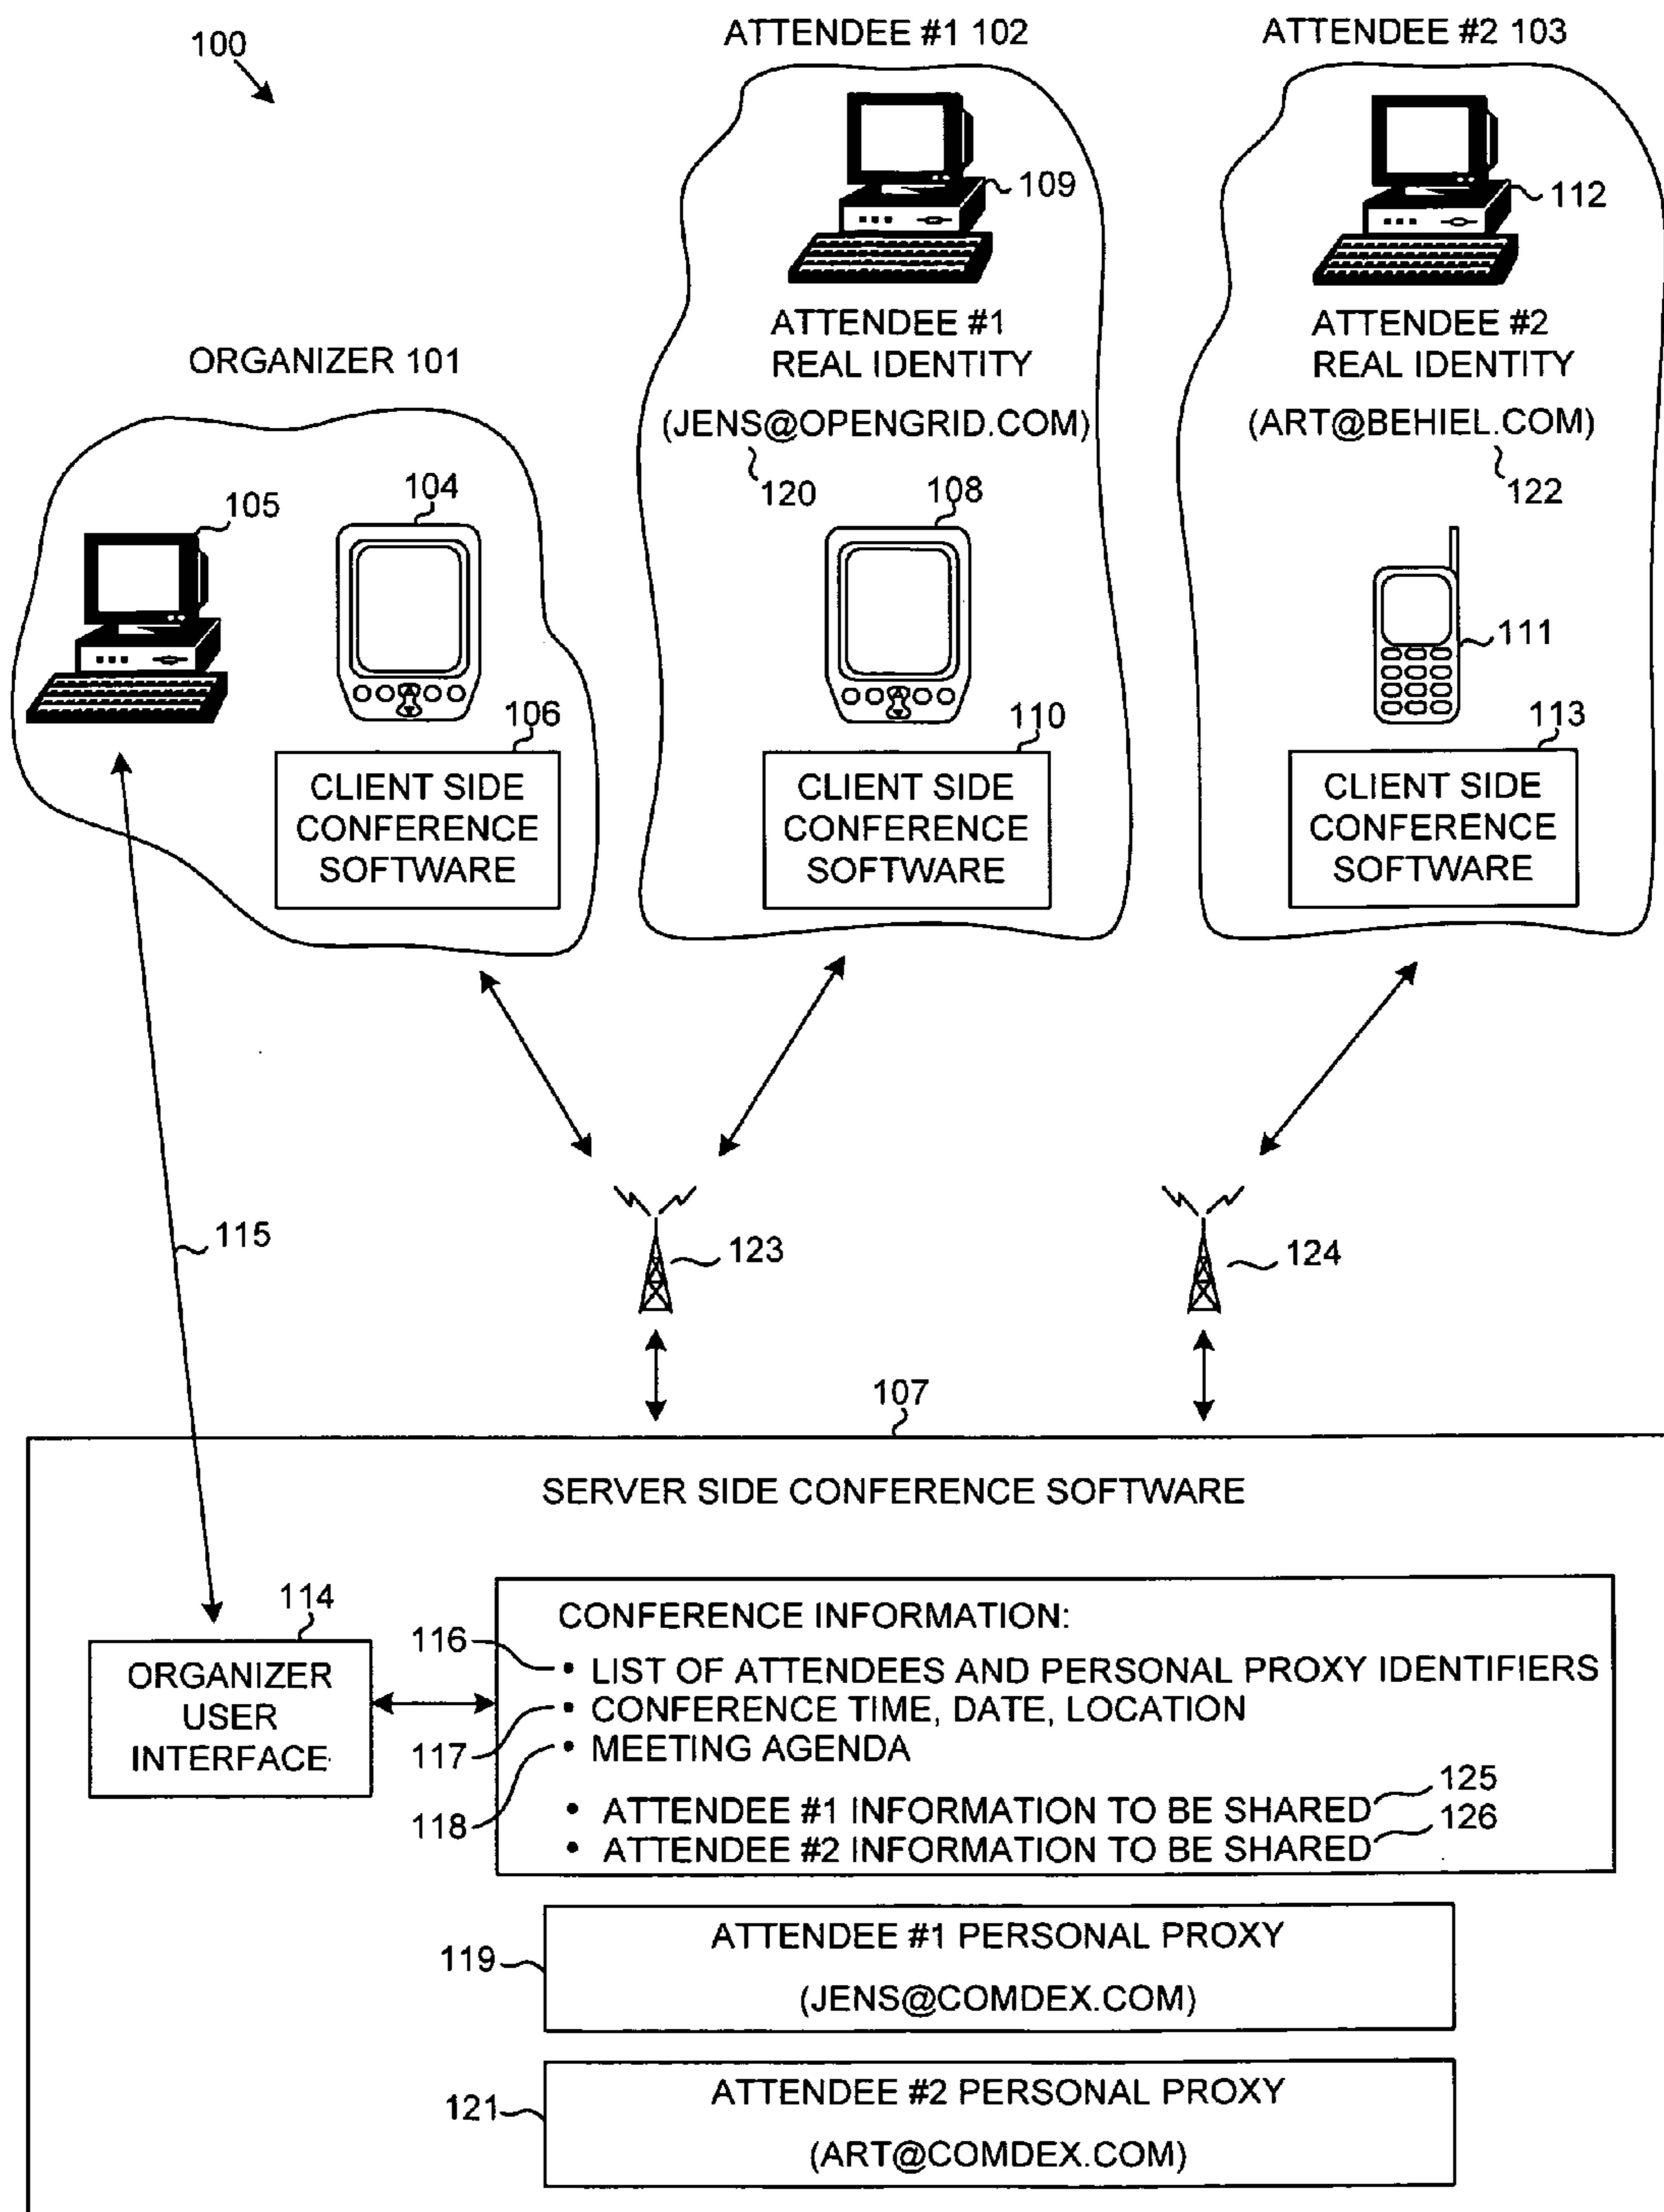 100
ATTENDEE #1 102
ATTENDEE #2 103
109
112
ATTENDEE #1
REAL IDENTITY
(JENS@OPENGRID.COM)
120
ATTENDEE #2
REAL IDENTITY
(ART@BEHIEL.COM)
122
ORGANIZER 101
105
104
108
111
106
CLIENT SIDE
CONFERENCE
SOFTWARE
110
CLIENT SIDE
CONFERENCE
SOFTWARE
113
CLIENT SIDE
CONFERENCE
SOFTWARE
115
123
124
107
SERVER SIDE CONFERENCE SOFTWARE
114
ORGANIZER
USER
INTERFACE
CONFERENCE INFORMATION:
116
• LIST OF ATTENDEES AND PERSONAL PROXY IDENTIFIERS
117
• CONFERENCE TIME, DATE, LOCATION
118
• MEETING AGENDA
• ATTENDEE #1 INFORMATION TO BE SHARED
125
• ATTENDEE #2 INFORMATION TO BE SHARED
126
119
ATTENDEE #1 PERSONAL PROXY
(JENS@COMDEX.COM)
121
ATTENDEE #2 PERSONAL PROXY
(ART@COMDEX.COM)